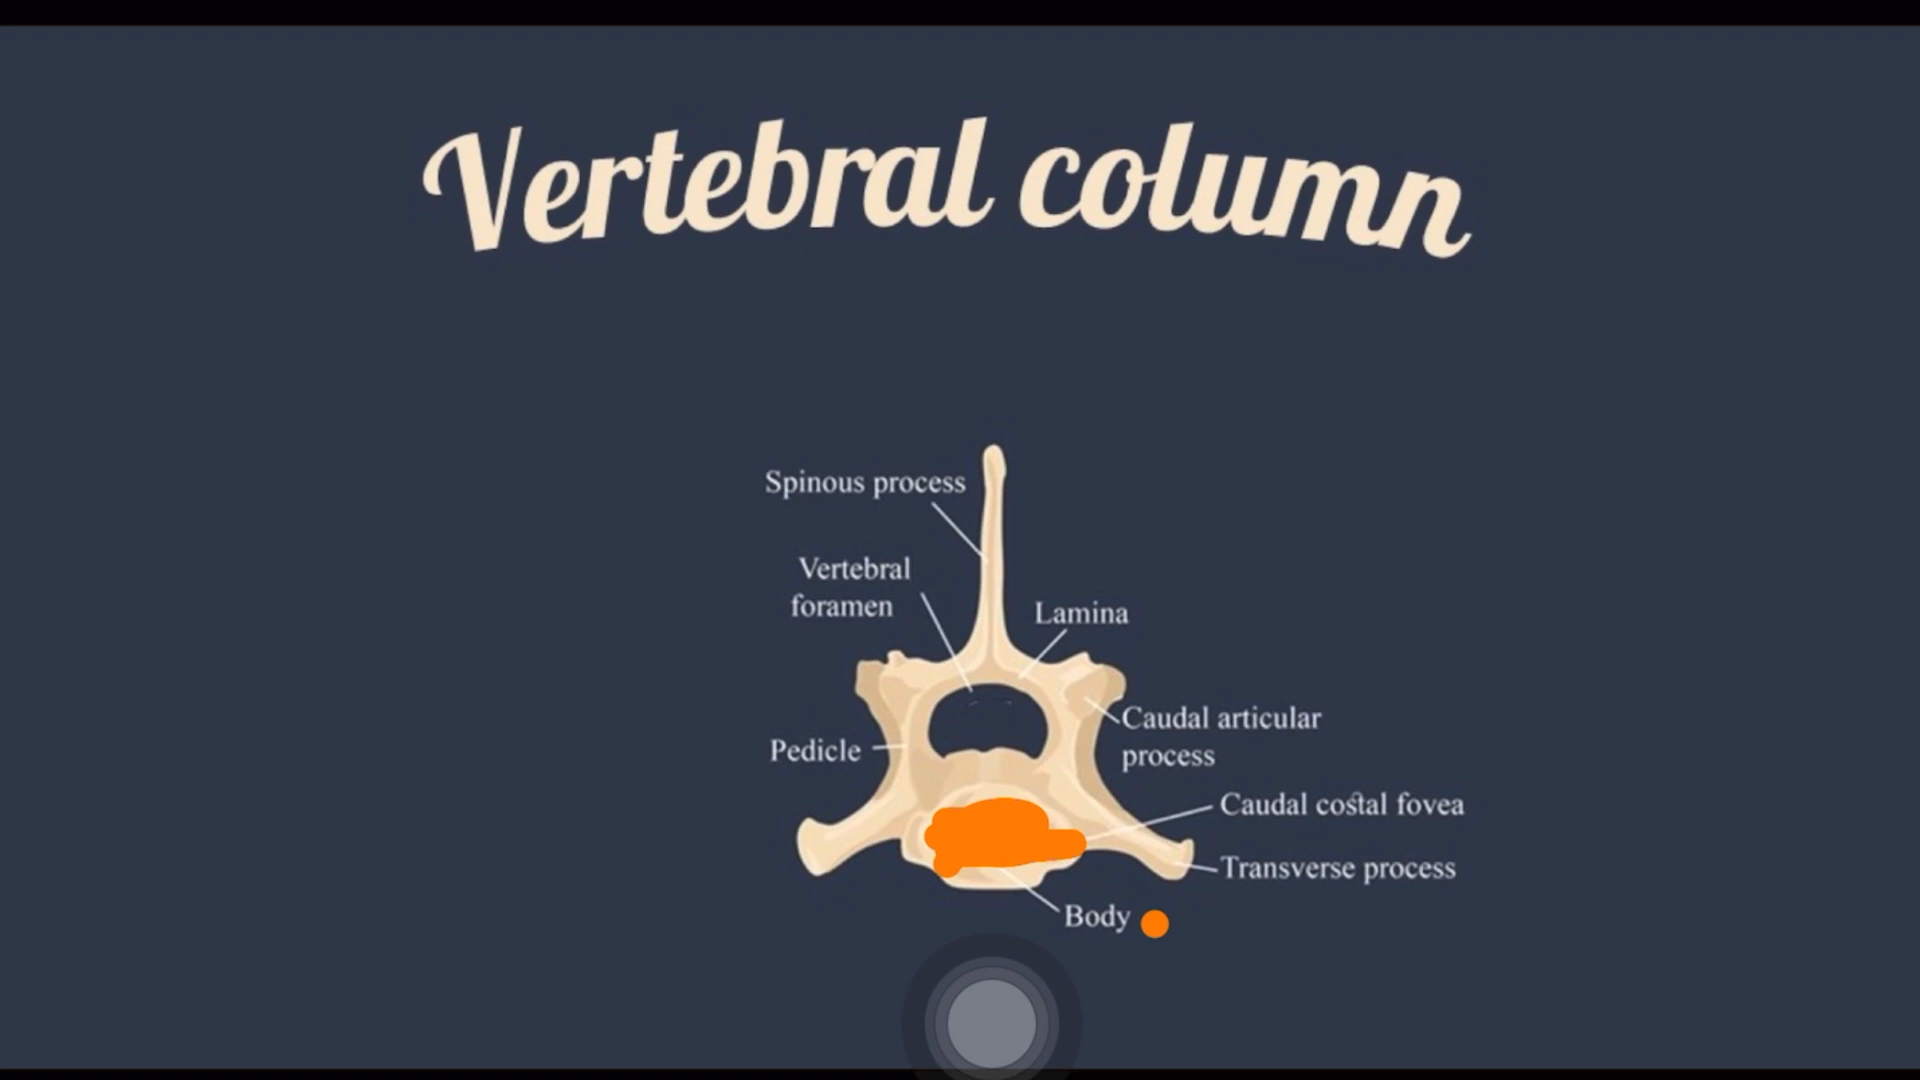 Vertebral column
Spinous process
Vertebral
foramen
Lamina
Caudal articular
process
Pedicle
Caudal costal fovea
Transverse process
Body